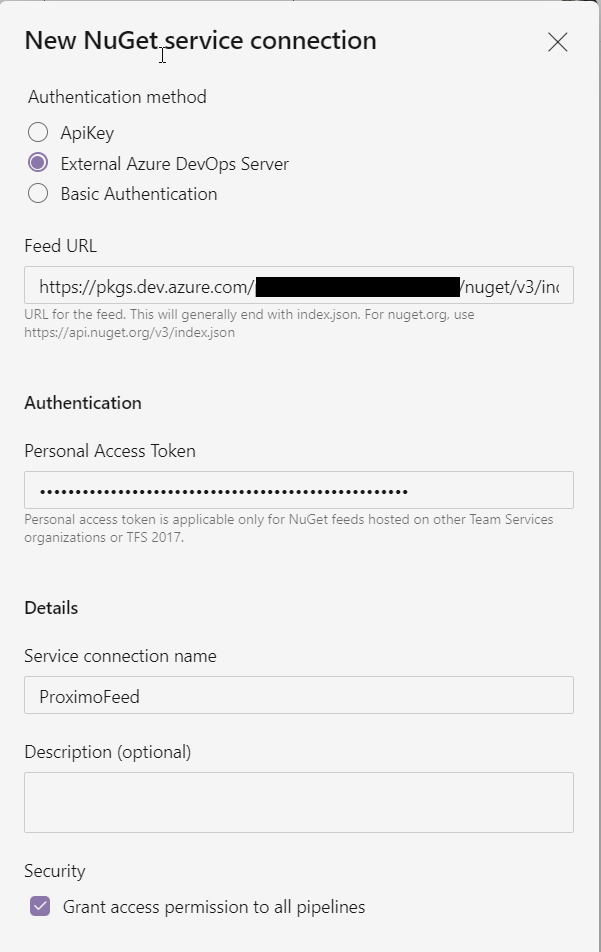 New NuGet service connection
Authentication method
ApiKey
External Azure DevOps Server
Basic Authentication
Feed URL
https://pkgs.dev.azure.com/ /nuget/v3/inc
URL for the feed. This will generally end with index.json. For nuget.org, use
https://api.nuget.org/v3/index.json
Authentication
Personal Access Token
••••••••••••••••••••••••••••••••••••••••••••••••••••
Personal access token is applicable only for NuGet feeds hosted on other Team Services
organizations or TFS 2017.
Details
Service connection name
ProximoFeed
Description (optional)
Security
Grant access permission to all pipelines